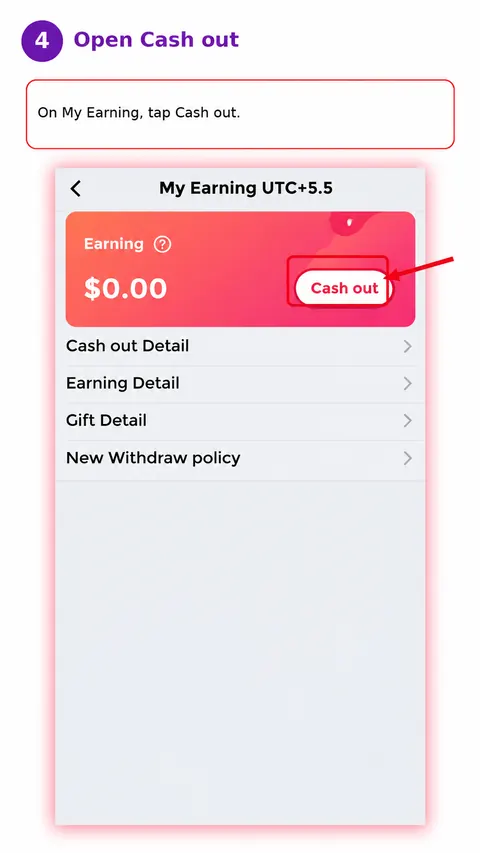 4 Open Cash out
On My Earning, tap Cash out.
My Earning UTC+5.5
Earning ?
$0.00
Cash out
Cash out Detail
Earning Detail
Gift Detail
New Withdraw policy